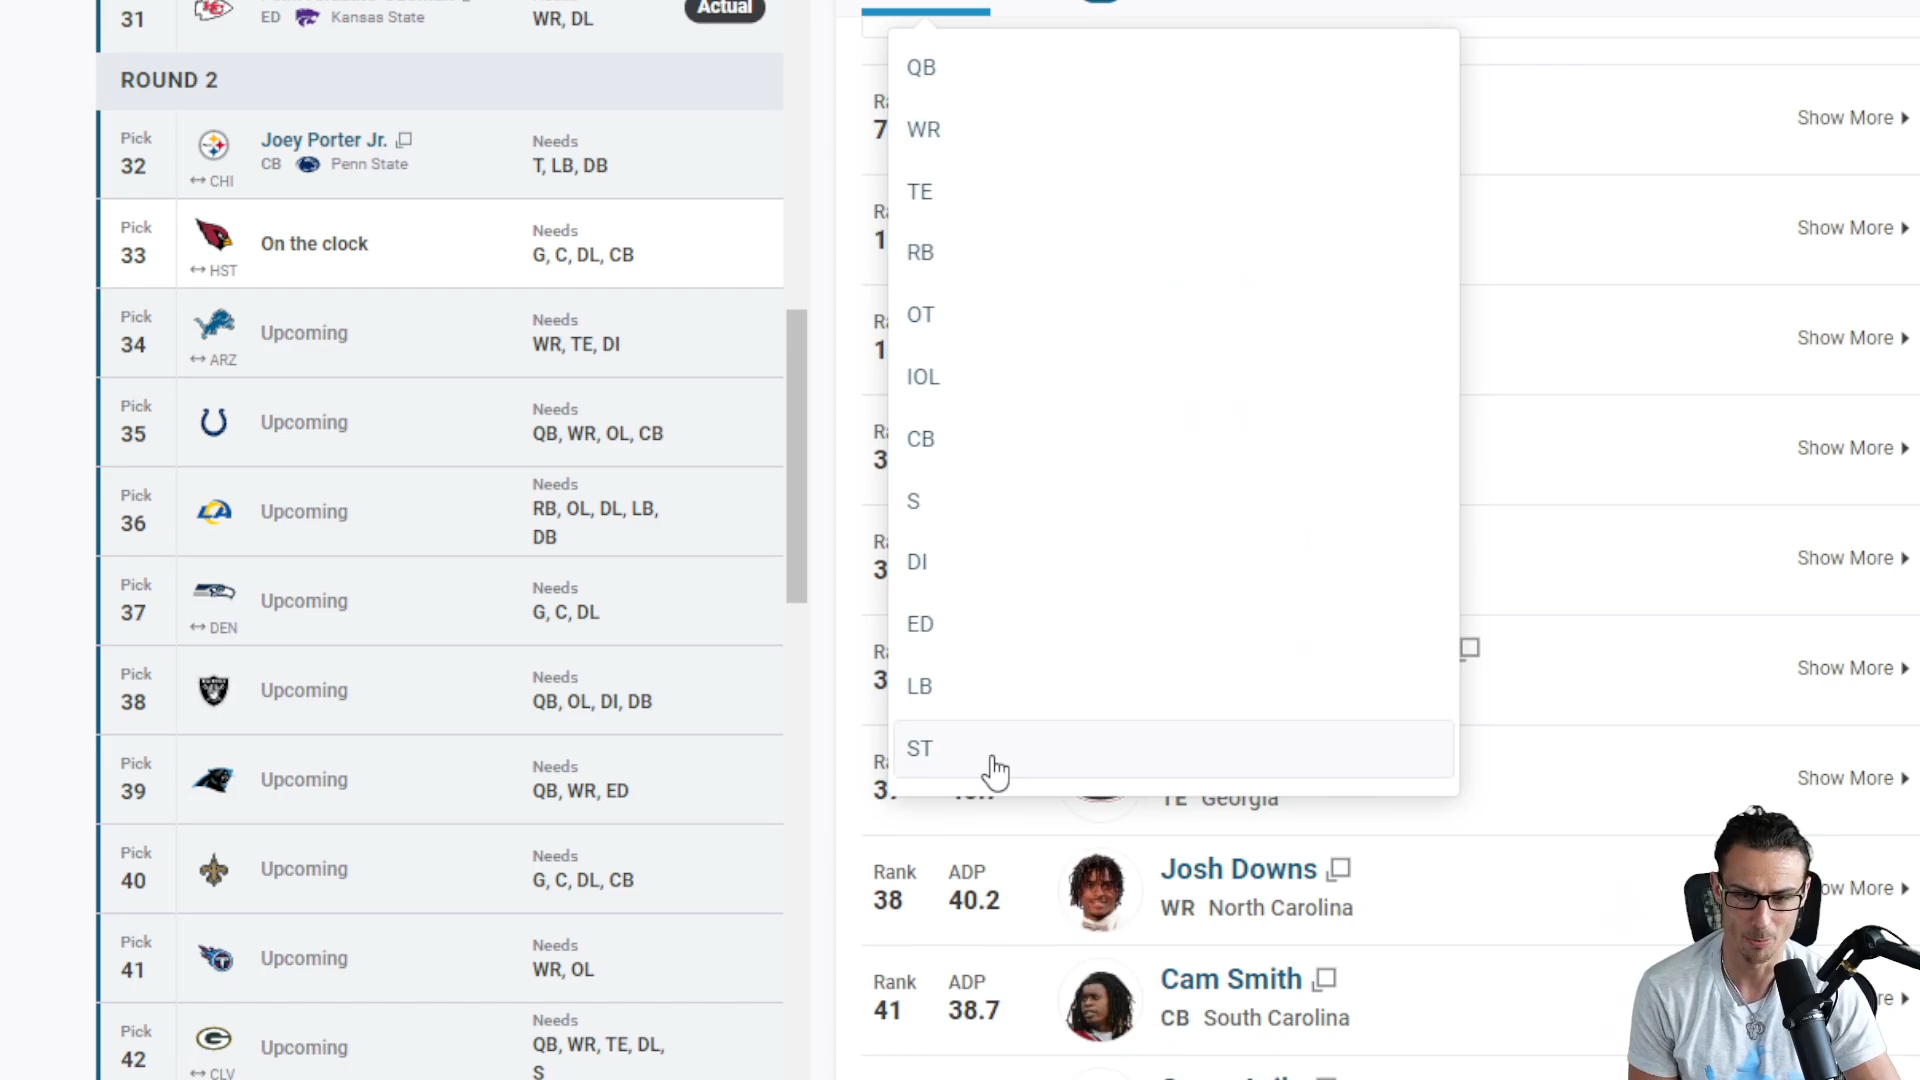 31
ED Kansas State
WR, DL
Actual
ROUND 2
Pick
32
CHI
Joey Porter Jr.
CB Penn State
Needs
T, LB, DB
Pick
33
HST
On the clock
Needs
G, C, DL, CB
Pick
34
ARZ
Upcoming
Needs
WR, TE, DI
Pick
35
Upcoming
Needs
QB, WR, OL, CB
Pick
36
Upcoming
Needs
RB, OL, DL, LB,
DB
Pick
37
DEN
Upcoming
Needs
G, C, DL
Pick
38
Upcoming
Needs
QB, OL, DI, DB
Pick
39
Upcoming
Needs
QB, WR, ED
Pick
40
Upcoming
Needs
G, C, DL, CB
Pick
41
Upcoming
Needs
WR, OL
Pick
42
CLV
Upcoming
Needs
QB, WR, TE, DL,
S
QB
WR
TE
RB
OT
IOL
CB
S
DI
ED
LB
ST
Show More
Show More
Show More
Show More
Show More
Show More
Show More
TE Georgia
Rank
38
ADP
40.2
Josh Downs
WR North Carolina
Rank
41
ADP
38.7
Cam Smith
CB South Carolina